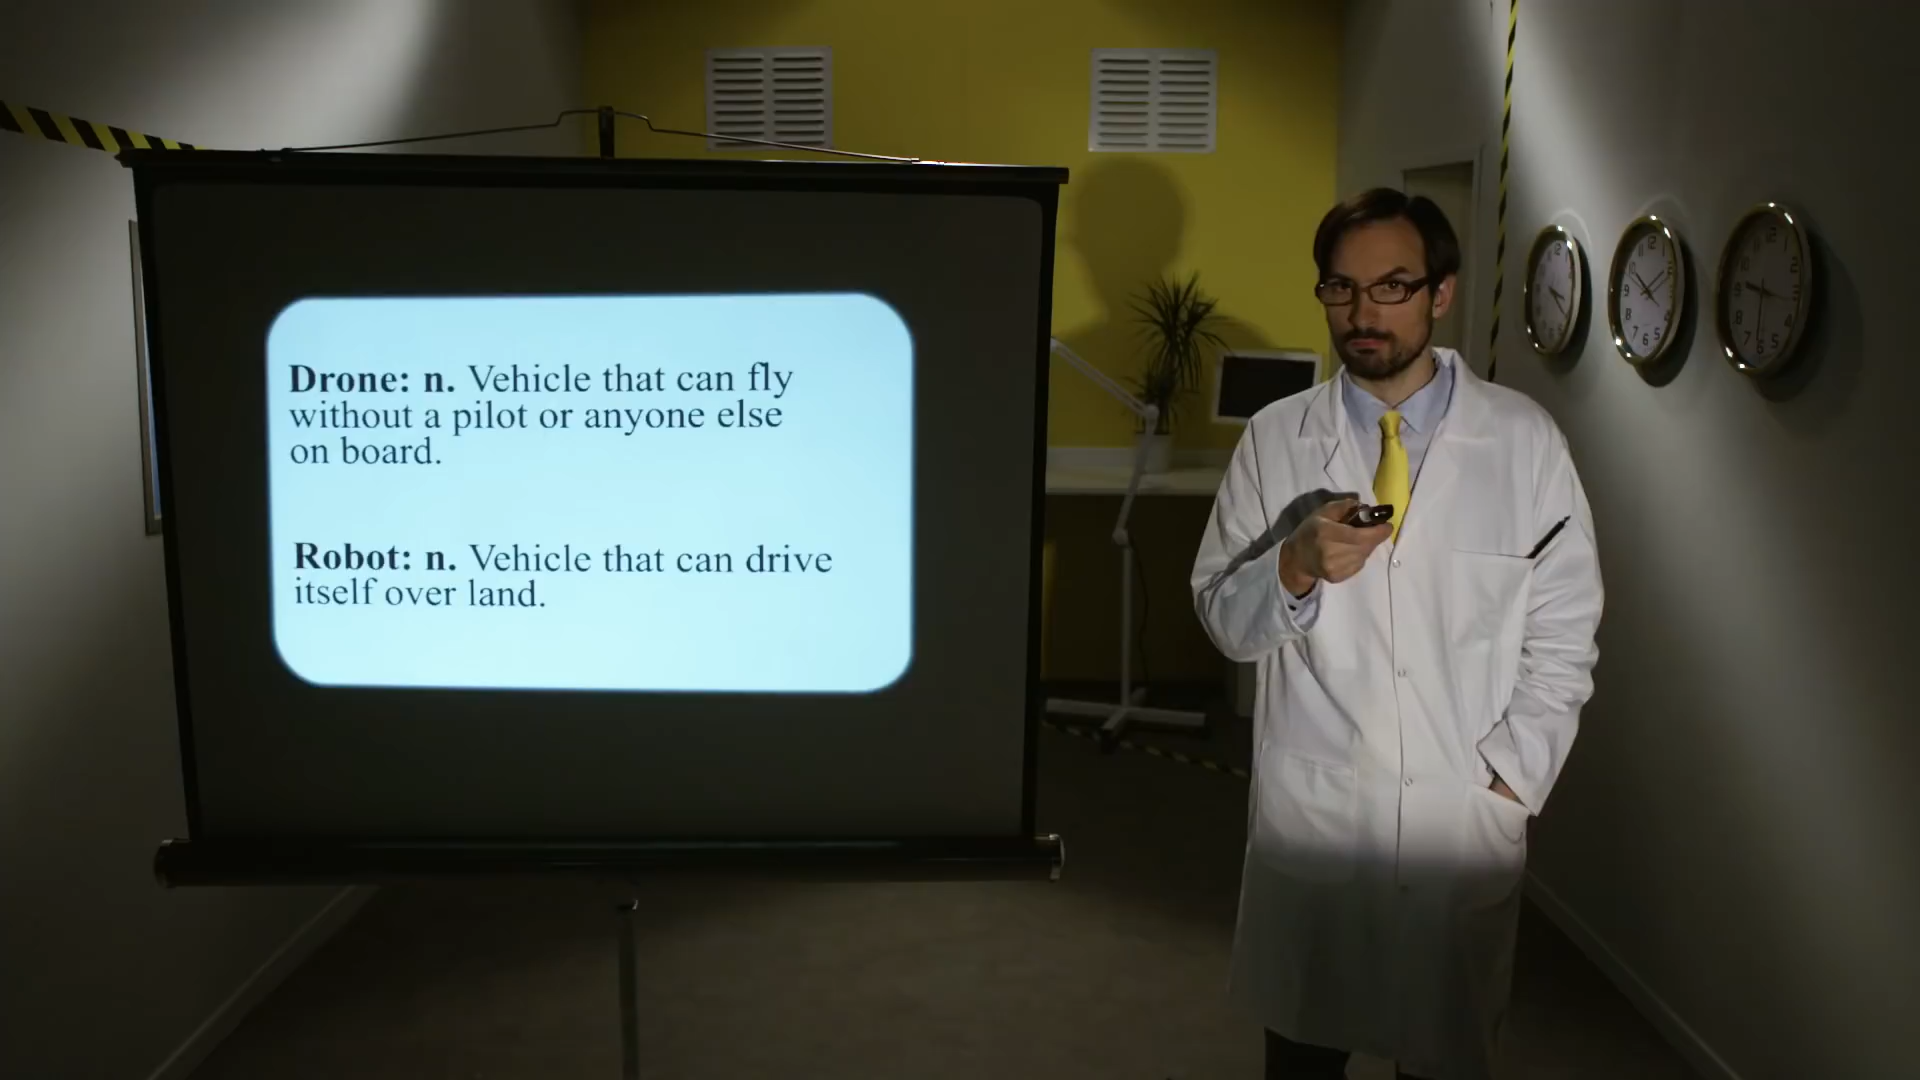 Drone: n. Vehicle that can fly
without a pilot or anyone else
on board.
Robot: n. Vehicle that can drive
itself over land.